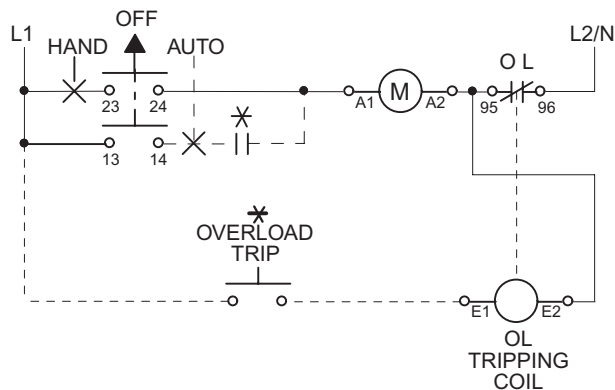 OFF
L1
HAND
AUTO
O L
L2/N
23
24
A1
M
A2
95
96
13
14
OVERLOAD
TRIP
E1
E2
OL
TRIPPING
COIL